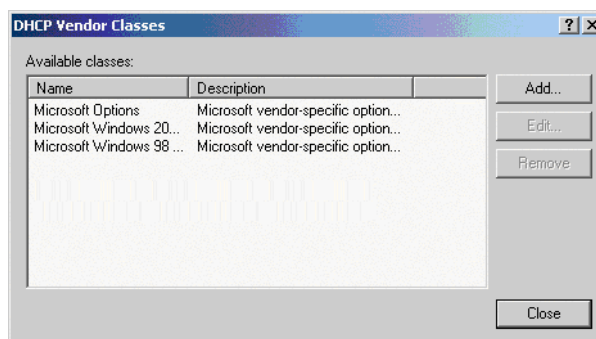 DHCP Vendor Classes
Available classes:
Name Description
Microsoft Options Microsoft vendor-specific option...
Microsoft Windows 20... Microsoft vendor-specific option...
Microsoft Windows 98 ... Microsoft vendor-specific option...
Add...
Edit...
Remove
Close